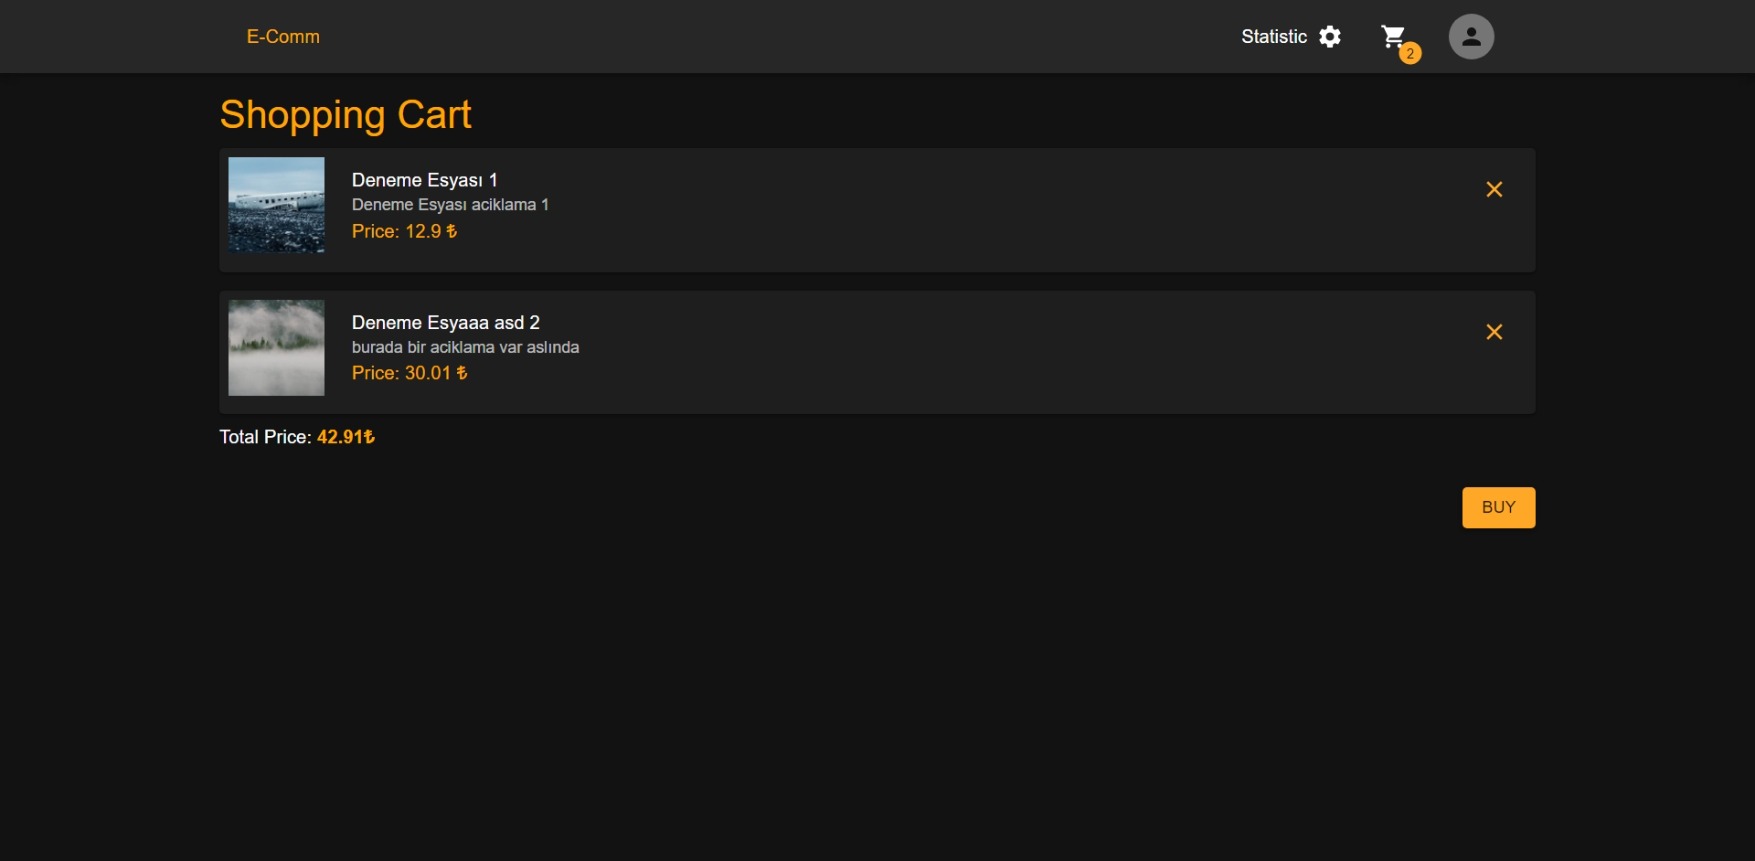 E-Comm
Statistic
2
Shopping Cart
Deneme Esyası 1
Deneme Esyası aciklama 1
Price: 12.9 ₺
Deneme Esyaaa asd 2
burada bir aciklama var aslında
Price: 30.01 ₺
Total Price: 42.91₺
BUY